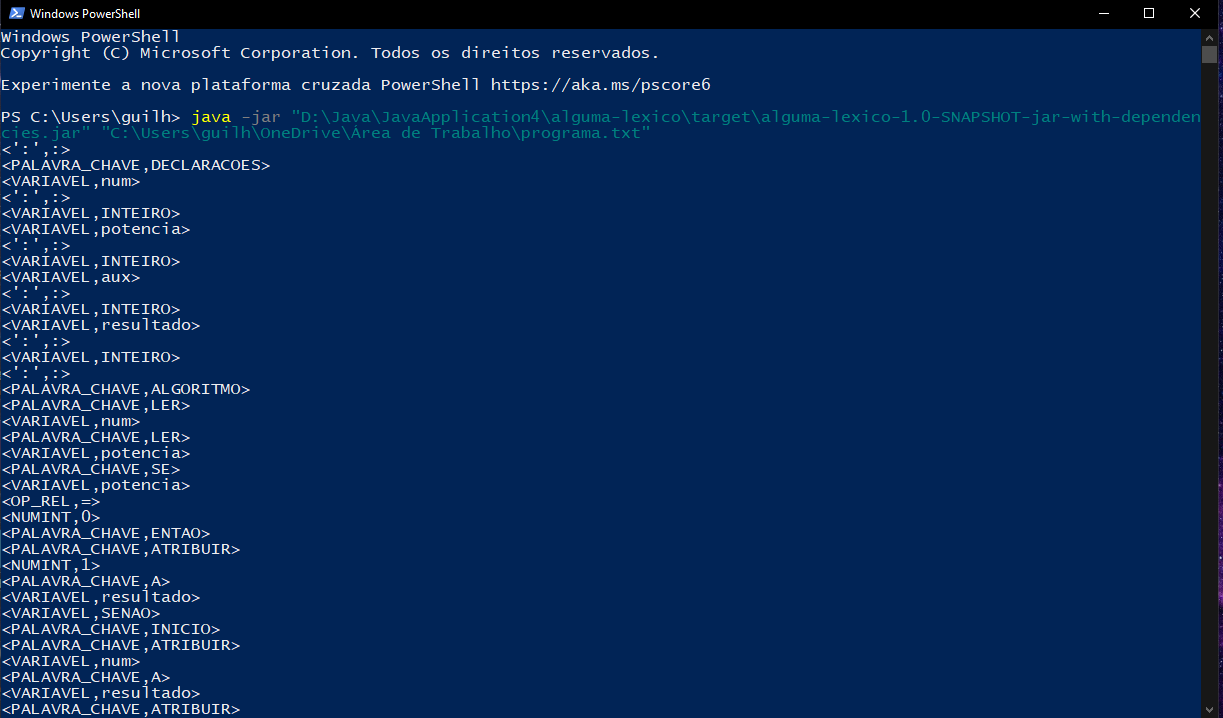 Windows PowerShell
Windows PowerShell
Copyright (C) Microsoft Corporation. Todos os direitos reservados.
Experimente a nova plataforma cruzada PowerShell https://aka.ms/pscore6
PS C:\Users\guilh> java -jar "D:\Java\JavaApplication4\alguma-lexico\target\alguma-lexico-1.0-SNAPSHOT-jar-with-dependen
cies.jar" "C:\Users\guilh\OneDrive\Área de Trabalho\programa.txt"
<':',:>
<PALAVRA_CHAVE,DECLARACOES>
<VARIAVEL,num>
<':',:>
<VARIAVEL,INTEIRO>
<VARIAVEL,potencia>
<':',:>
<VARIAVEL,INTEIRO>
<VARIAVEL,aux>
<':',:>
<VARIAVEL,INTEIRO>
<VARIAVEL,resultado>
<':',:>
<VARIAVEL,INTEIRO>
<':',:>
<PALAVRA_CHAVE,ALGORITMO>
<PALAVRA_CHAVE,LER>
<VARIAVEL,num>
<PALAVRA_CHAVE,LER>
<VARIAVEL,potencia>
<PALAVRA_CHAVE,SE>
<VARIAVEL,potencia>
<OP_REL,=>
<NUMINT,0>
<PALAVRA_CHAVE,ENTAO>
<PALAVRA_CHAVE,ATRIBUIR>
<NUMINT,1>
<PALAVRA_CHAVE,A>
<VARIAVEL,resultado>
<VARIAVEL,SENAO>
<PALAVRA_CHAVE,INICIO>
<PALAVRA_CHAVE,ATRIBUIR>
<VARIAVEL,num>
<PALAVRA_CHAVE,A>
<VARIAVEL,resultado>
<PALAVRA_CHAVE,ATRIBUIR>